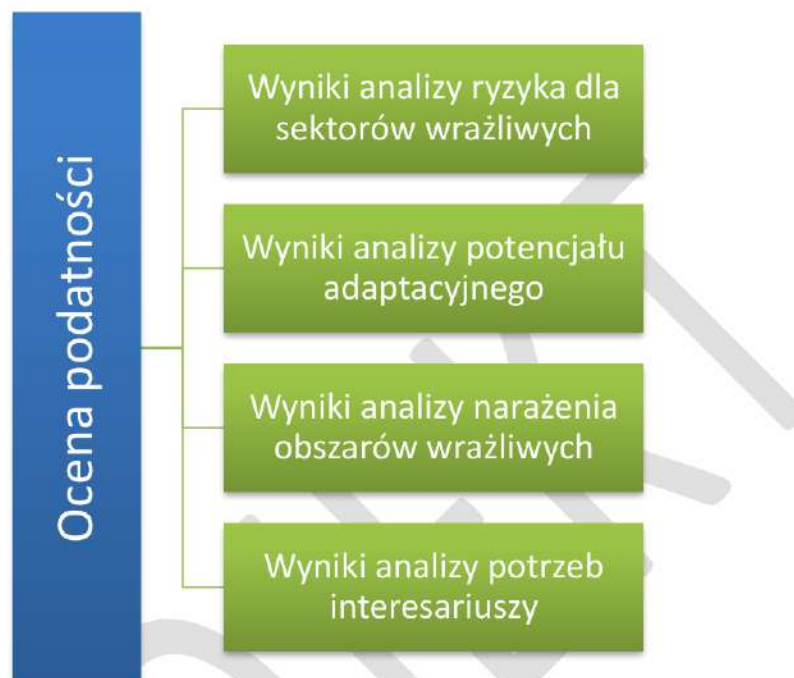 Ocena podatności
Wyniki analizy ryzyka dla
sektorów wrażliwych
Wyniki analizy potencjału
adaptacyjnego
Wyniki analizy narażenia
obszarów wrażliwych
Wyniki analizy potrzeb
interesariuszy